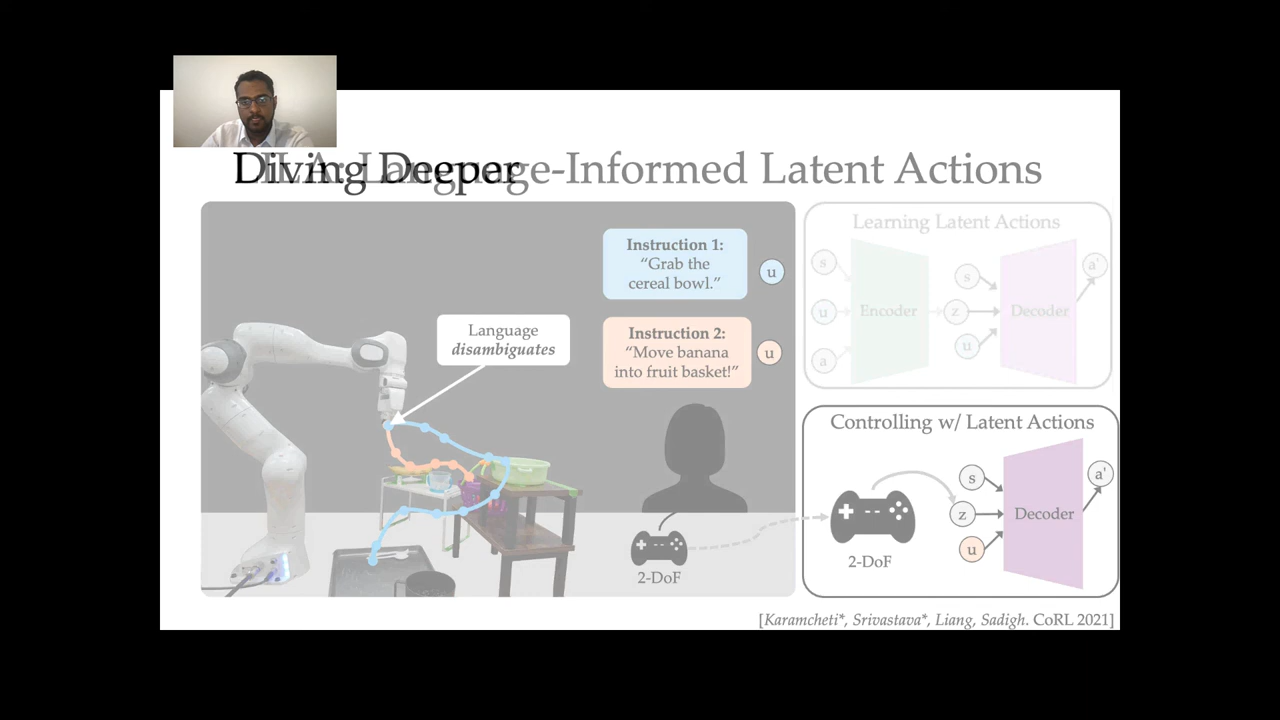 Diving Deeper
LILA: Language-Informed Latent Actions
Instruction 1:
“Grab the
cereal bowl.”
u
Language
disambiguates
Instruction 2:
“Move banana
into fruit basket!”
u
2-DoF
Learning Latent Actions
s
u
a
Encoder
z
s
u
Decoder
a'
Controlling w/ Latent Actions
2-DoF
s
z
u
Decoder
a'
[Karamcheti*, Srivastava*, Liang, Sadigh. CoRL 2021]